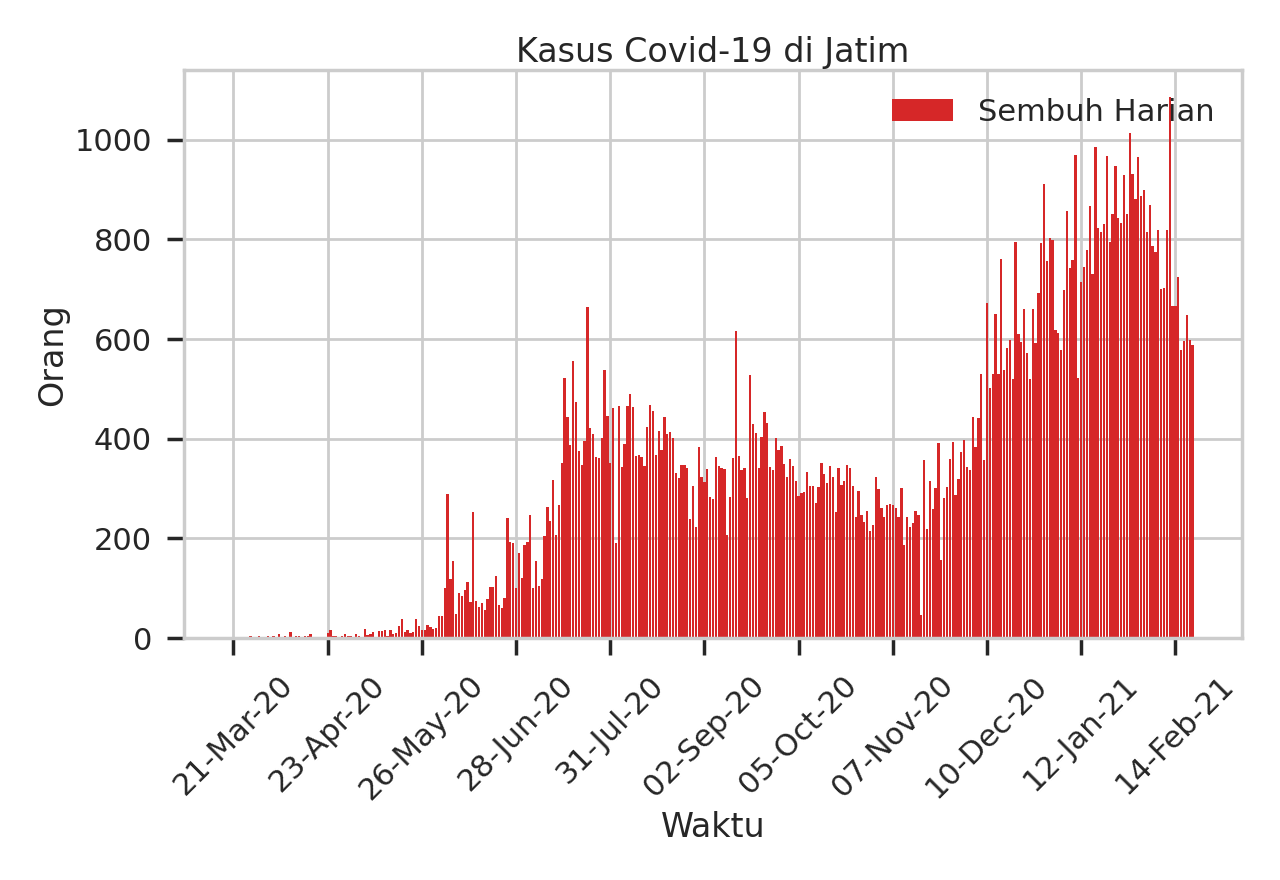 Kasus Covid-19 di Jatim
Sembuh Harian
1000
800
600
400
200
0
Orang
21-Mar-20
23-Apr-20
26-May-20
28-Jun-20
31-Jul-20
02-Sep-20
05-Oct-20
07-Nov-20
10-Dec-20
12-Jan-21
14-Feb-21
Waktu